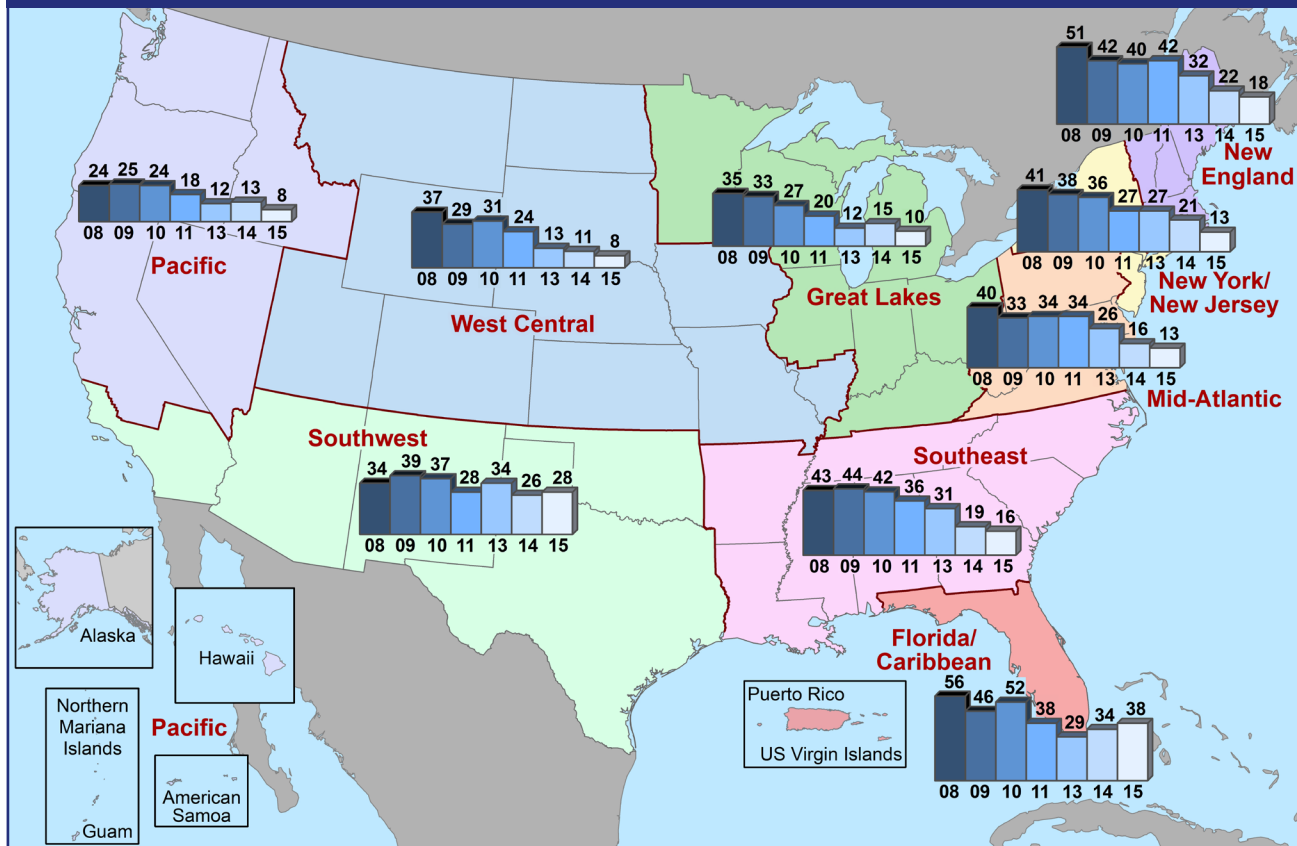 51 42 40 42 32 22 18
08 09 10 11 13 14 15
New
England
24 25 24 18 12 13 8
08 09 10 11 13 14 15
Pacific
37 29 31 24 13 11 8
08 09 10 11 13 14 15
West Central
35 33 27 20 12 15 10
08 09 10 11 13 14 15
Great Lakes
41 38 36 27 27 21 13
08 09 10 11 13 14 15
New York/
New Jersey
40 33 34 34 26 16 13
08 09 10 11 13 14 15
Mid-Atlantic
Southwest
34 39 37 28 34 26 28
08 09 10 11 13 14 15
Southeast
43 44 42 36 31 19 16
08 09 10 11 13 14 15
Florida/
Caribbean
56 46 52 38 29 34 38
08 09 10 11 13 14 15
Alaska
Hawaii
Northern
Mariana
Islands
Guam
Pacific
American
Samoa
Puerto Rico
US Virgin Islands